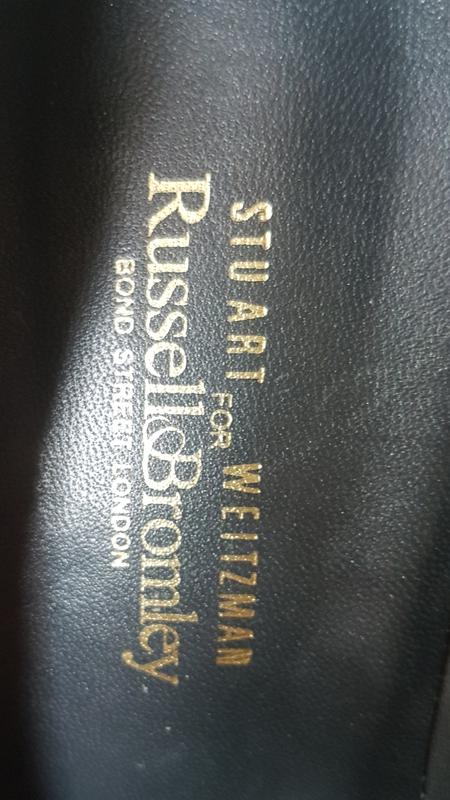 STUART WEITZMAN
FOR
Russell&Bromley
BOND STREET LONDON